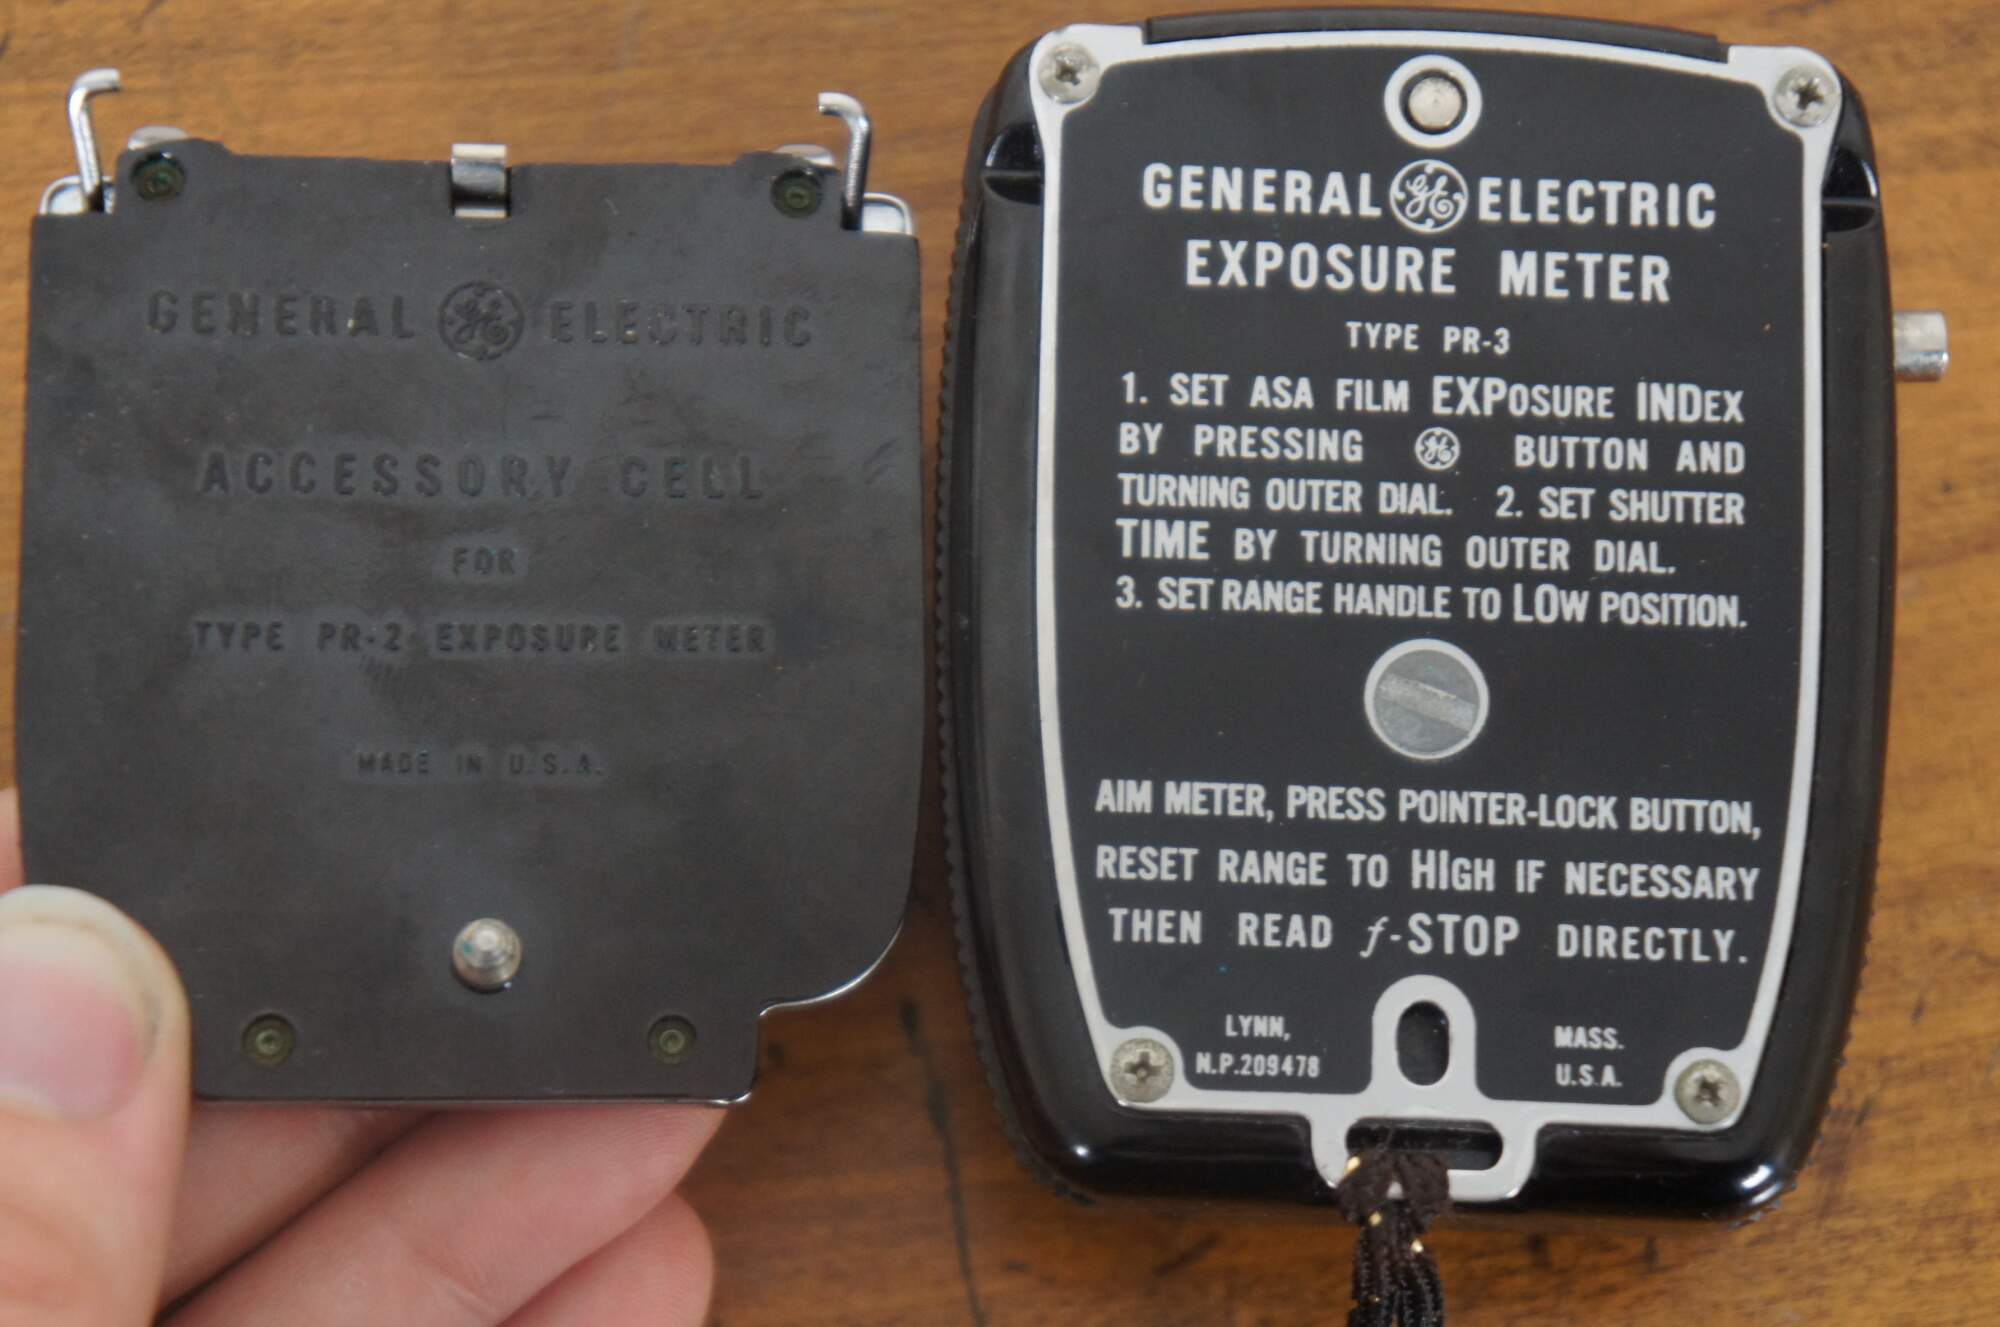 GENERAL GE ELECTRIC
ACCESSORY CELL
FOR
TYPE PR-2 EXPOSURE METER
MADE IN U.S.A.
GENERAL GE ELECTRIC
EXPOSURE METER
TYPE PR-3
1. SET ASA FILM EXPOSURE INDEX
BY PRESSING GE BUTTON AND
TURNING OUTER DIAL. 2. SET SHUTTER
TIME BY TURNING OUTER DIAL.
3. SET RANGE HANDLE TO LOW POSITION.
AIM METER, PRESS POINTER-LOCK BUTTON,
RESET RANGE TO HIGH IF NECESSARY
THEN READ f-STOP DIRECTLY.
LYNN, MASS.
N.P.209478 U.S.A.